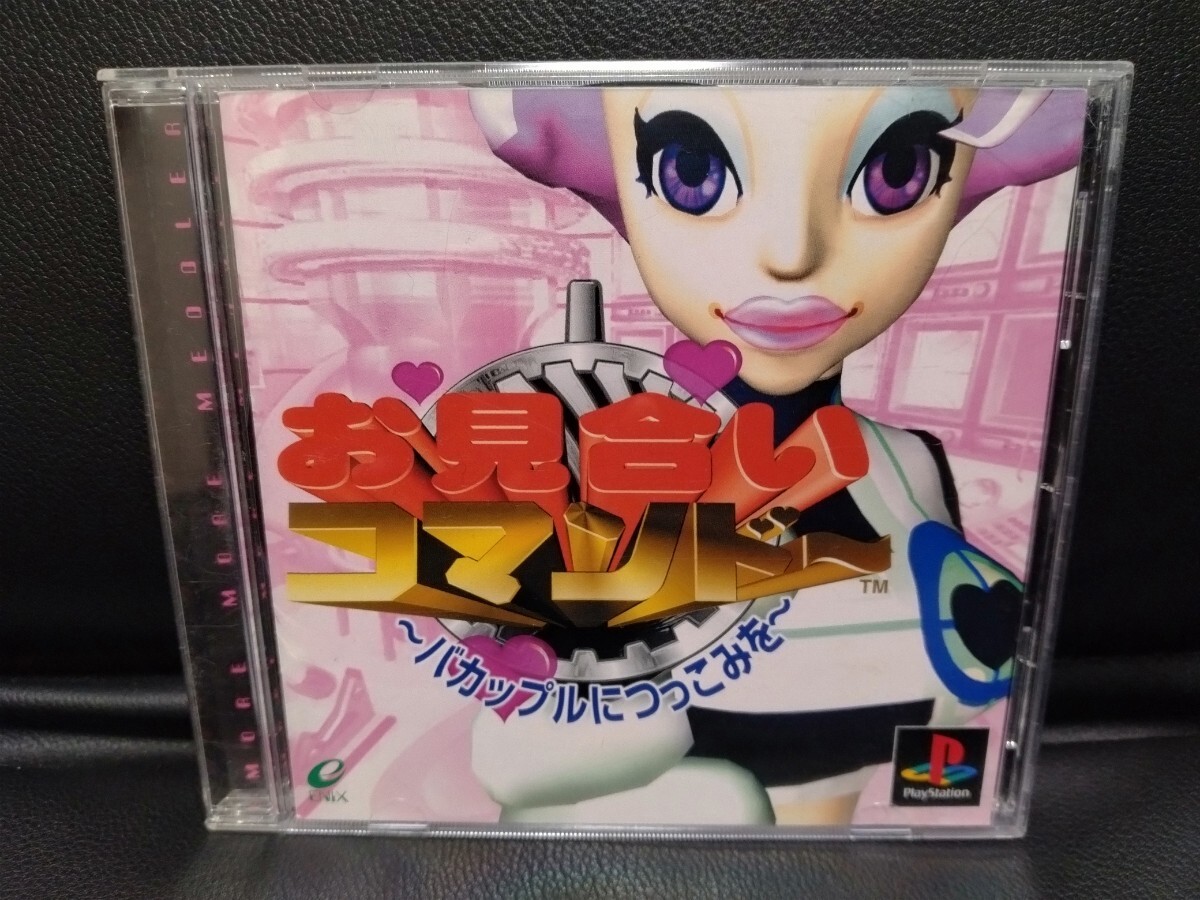 MORE MORE MEDDLER
お見合い
コマンドー
TM
～バカップルにつっこみを～
ENIX
PlayStation